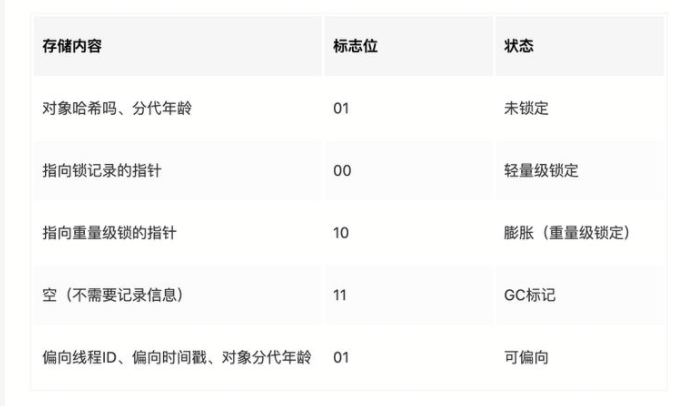 存储内容 标志位 状态
对象哈希吗、分代年龄 01 未锁定
指向锁记录的指针 00 轻量级锁定
指向重量级锁的指针 10 膨胀（重量级锁定）
空（不需要记录信息） 11 GC标记
偏向线程ID、偏向时间戳、对象分代年龄 01 可偏向